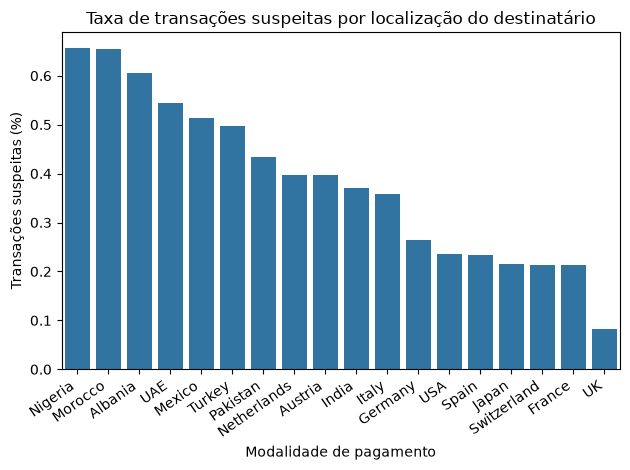 Taxa de transações suspeitas por localização do destinatário
Transações suspeitas (%)
0.6
0.5
0.4
0.3
0.2
0.1
0.0
Nigeria
Morocco
Albania
UAE
Mexico
Turkey
Pakistan
Netherlands
Austria
India
Italy
Germany
USA
Spain
Japan
Switzerland
France
UK
Modalidade de pagamento